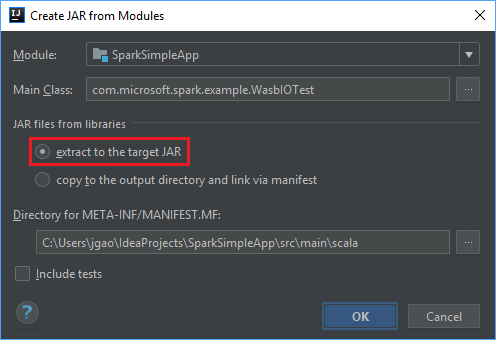 Create JAR from Modules
Module: SparkSimpleApp
Main Class: com.microsoft.spark.example.WasbIOTest ...
JAR files from libraries
extract to the target JAR
copy to the output directory and link via manifest
Directory for META-INF/MANIFEST.MF:
C:\Users\jgao\IdeaProjects\SparkSimpleApp\src\main\scala ...
Include tests
? OK Cancel